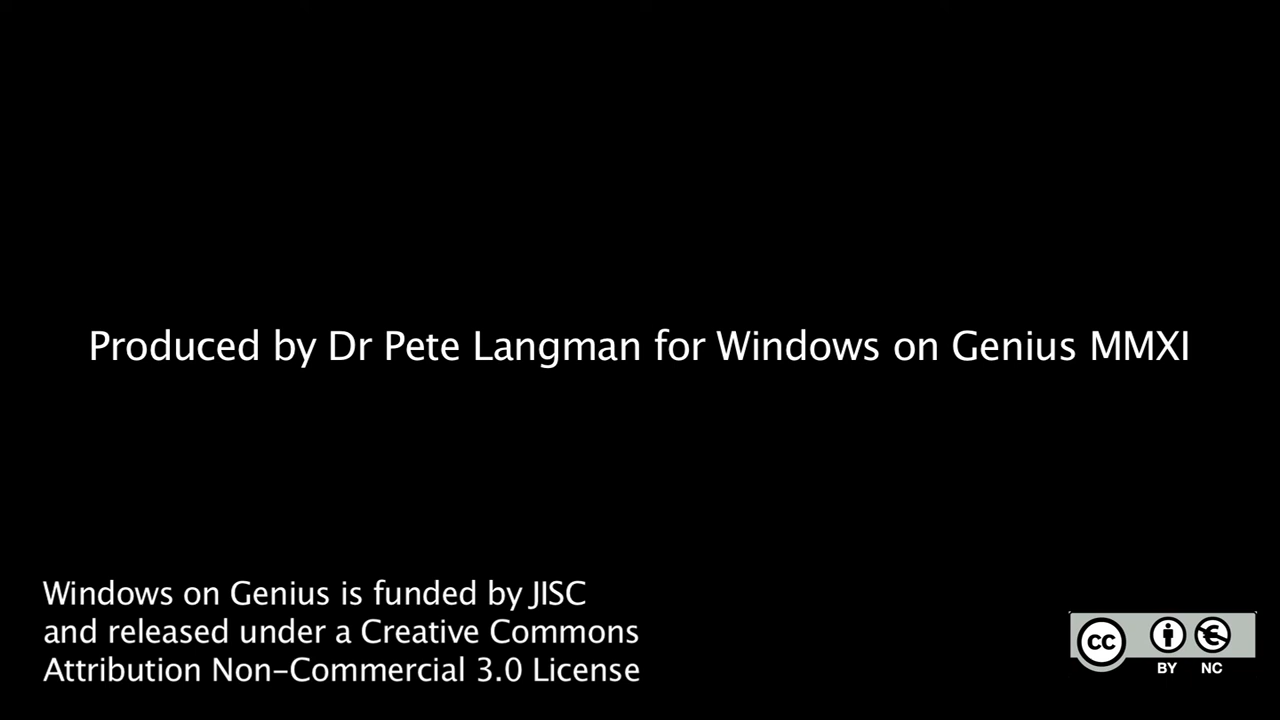 Produced by Dr Pete Langman for Windows on Genius MMXI
Windows on Genius is funded by JISC
and released under a Creative Commons
Attribution Non-Commercial 3.0 License
cc
BY NC